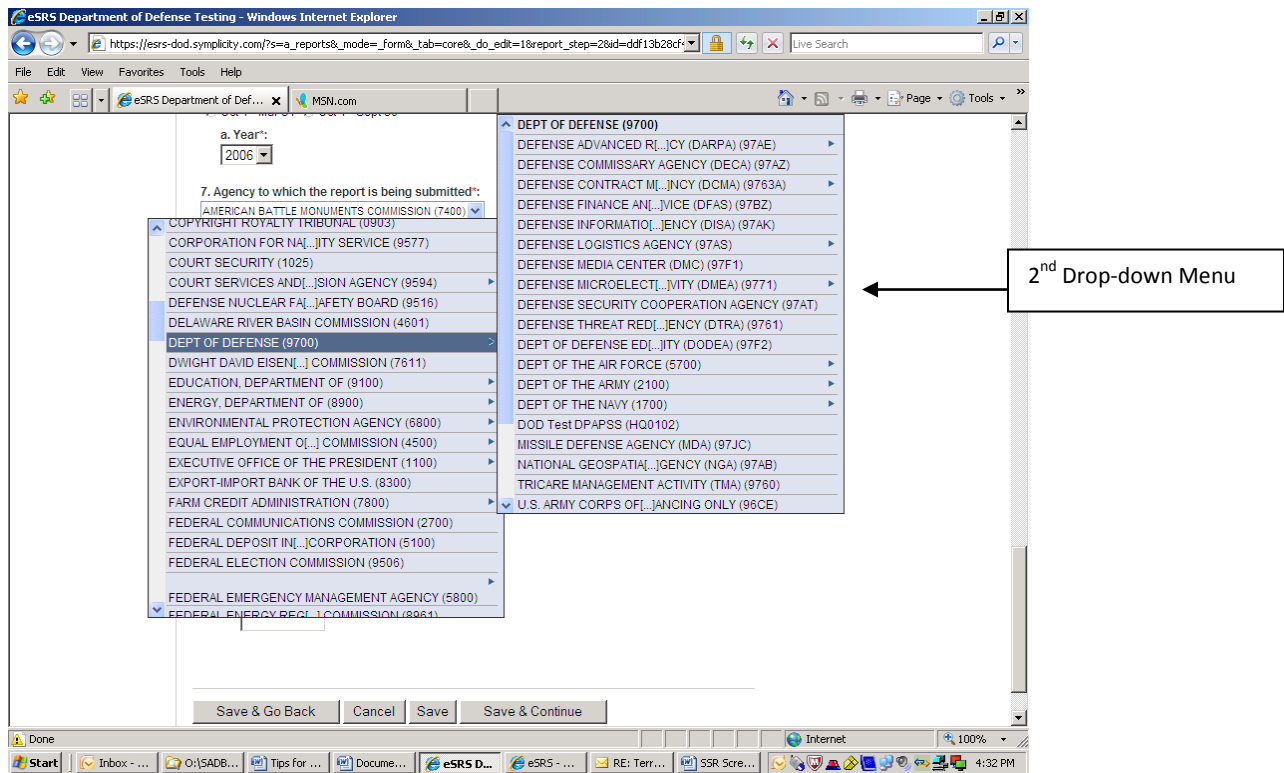 eSRS Department of Defense Testing - Windows Internet Explorer
https://esrs-dod.symplicity.com/?s=a_reports&_mode=_form&_tab=core&_do_edit=1&report_step=2&id=ddf13b28cf
Live Search
File Edit View Favorites Tools Help
eSRS Department of Def... MSN.com
Page Tools »
a. Year*:
2006
7. Agency to which the report is being submitted*:
AMERICAN BATTLE MONUMENTS COMMISSION (7400)
COPYRIGHT ROYALTY TRIBUNAL (0903)
CORPORATION FOR NA[...]ITY SERVICE (9577)
COURT SECURITY (1025)
COURT SERVICES AND[...]SION AGENCY (9594)
DEFENSE NUCLEAR FA[...]AFETY BOARD (9516)
DELAWARE RIVER BASIN COMMISSION (4601)
DEPT OF DEFENSE (9700)
DWIGHT DAVID EISEN[...] COMMISSION (7611)
EDUCATION, DEPARTMENT OF (9100)
ENERGY, DEPARTMENT OF (8900)
ENVIRONMENTAL PROTECTION AGENCY (6800)
EQUAL EMPLOYMENT O[...] COMMISSION (4500)
EXECUTIVE OFFICE OF THE PRESIDENT (1100)
EXPORT-IMPORT BANK OF THE U.S. (8300)
FARM CREDIT ADMINISTRATION (7800)
FEDERAL COMMUNICATIONS COMMISSION (2700)
FEDERAL DEPOSIT IN[...]CORPORATION (5100)
FEDERAL ELECTION COMMISSION (9506)
FEDERAL EMERGENCY MANAGEMENT AGENCY (5800)
FEDERAL ENERGY REG[...] COMMISSION (8961)
DEPT OF DEFENSE (9700)
DEFENSE ADVANCED R[...]CY (DARPA) (97AE)
DEFENSE COMMISSARY AGENCY (DECA) (97AZ)
DEFENSE CONTRACT M[...]NCY (DCMA) (9763A)
DEFENSE FINANCE AN[...]VICE (DFAS) (97BZ)
DEFENSE INFORMATIO[...]ENCY (DISA) (97AK)
DEFENSE LOGISTICS AGENCY (97AS)
DEFENSE MEDIA CENTER (DMC) (97F1)
DEFENSE MICROELECT[...]VITY (DMEA) (9771)
DEFENSE SECURITY COOPERATION AGENCY (97AT)
DEFENSE THREAT RED[...]ENCY (DTRA) (9761)
DEPT OF DEFENSE ED[...]ITY (DODEA) (97F2)
DEPT OF THE AIR FORCE (5700)
DEPT OF THE ARMY (2100)
DEPT OF THE NAVY (1700)
DOD Test DPAPSS (HQ0102)
MISSILE DEFENSE AGENCY (MDA) (97JC)
NATIONAL GEOSPATIA[...]GENCY (NGA) (97AB)
TRICARE MANAGEMENT ACTIVITY (TMA) (9760)
U.S. ARMY CORPS OF[...]ANCING ONLY (96CE)
2nd Drop-down Menu
Save & Go Back Cancel Save Save & Continue
Done Internet 100%
Start Inbox - ... O:\SADB... Tips for ... Docume... eSRS D... eSRS - ... RE: Terr... SSR Scre... 4:32 PM